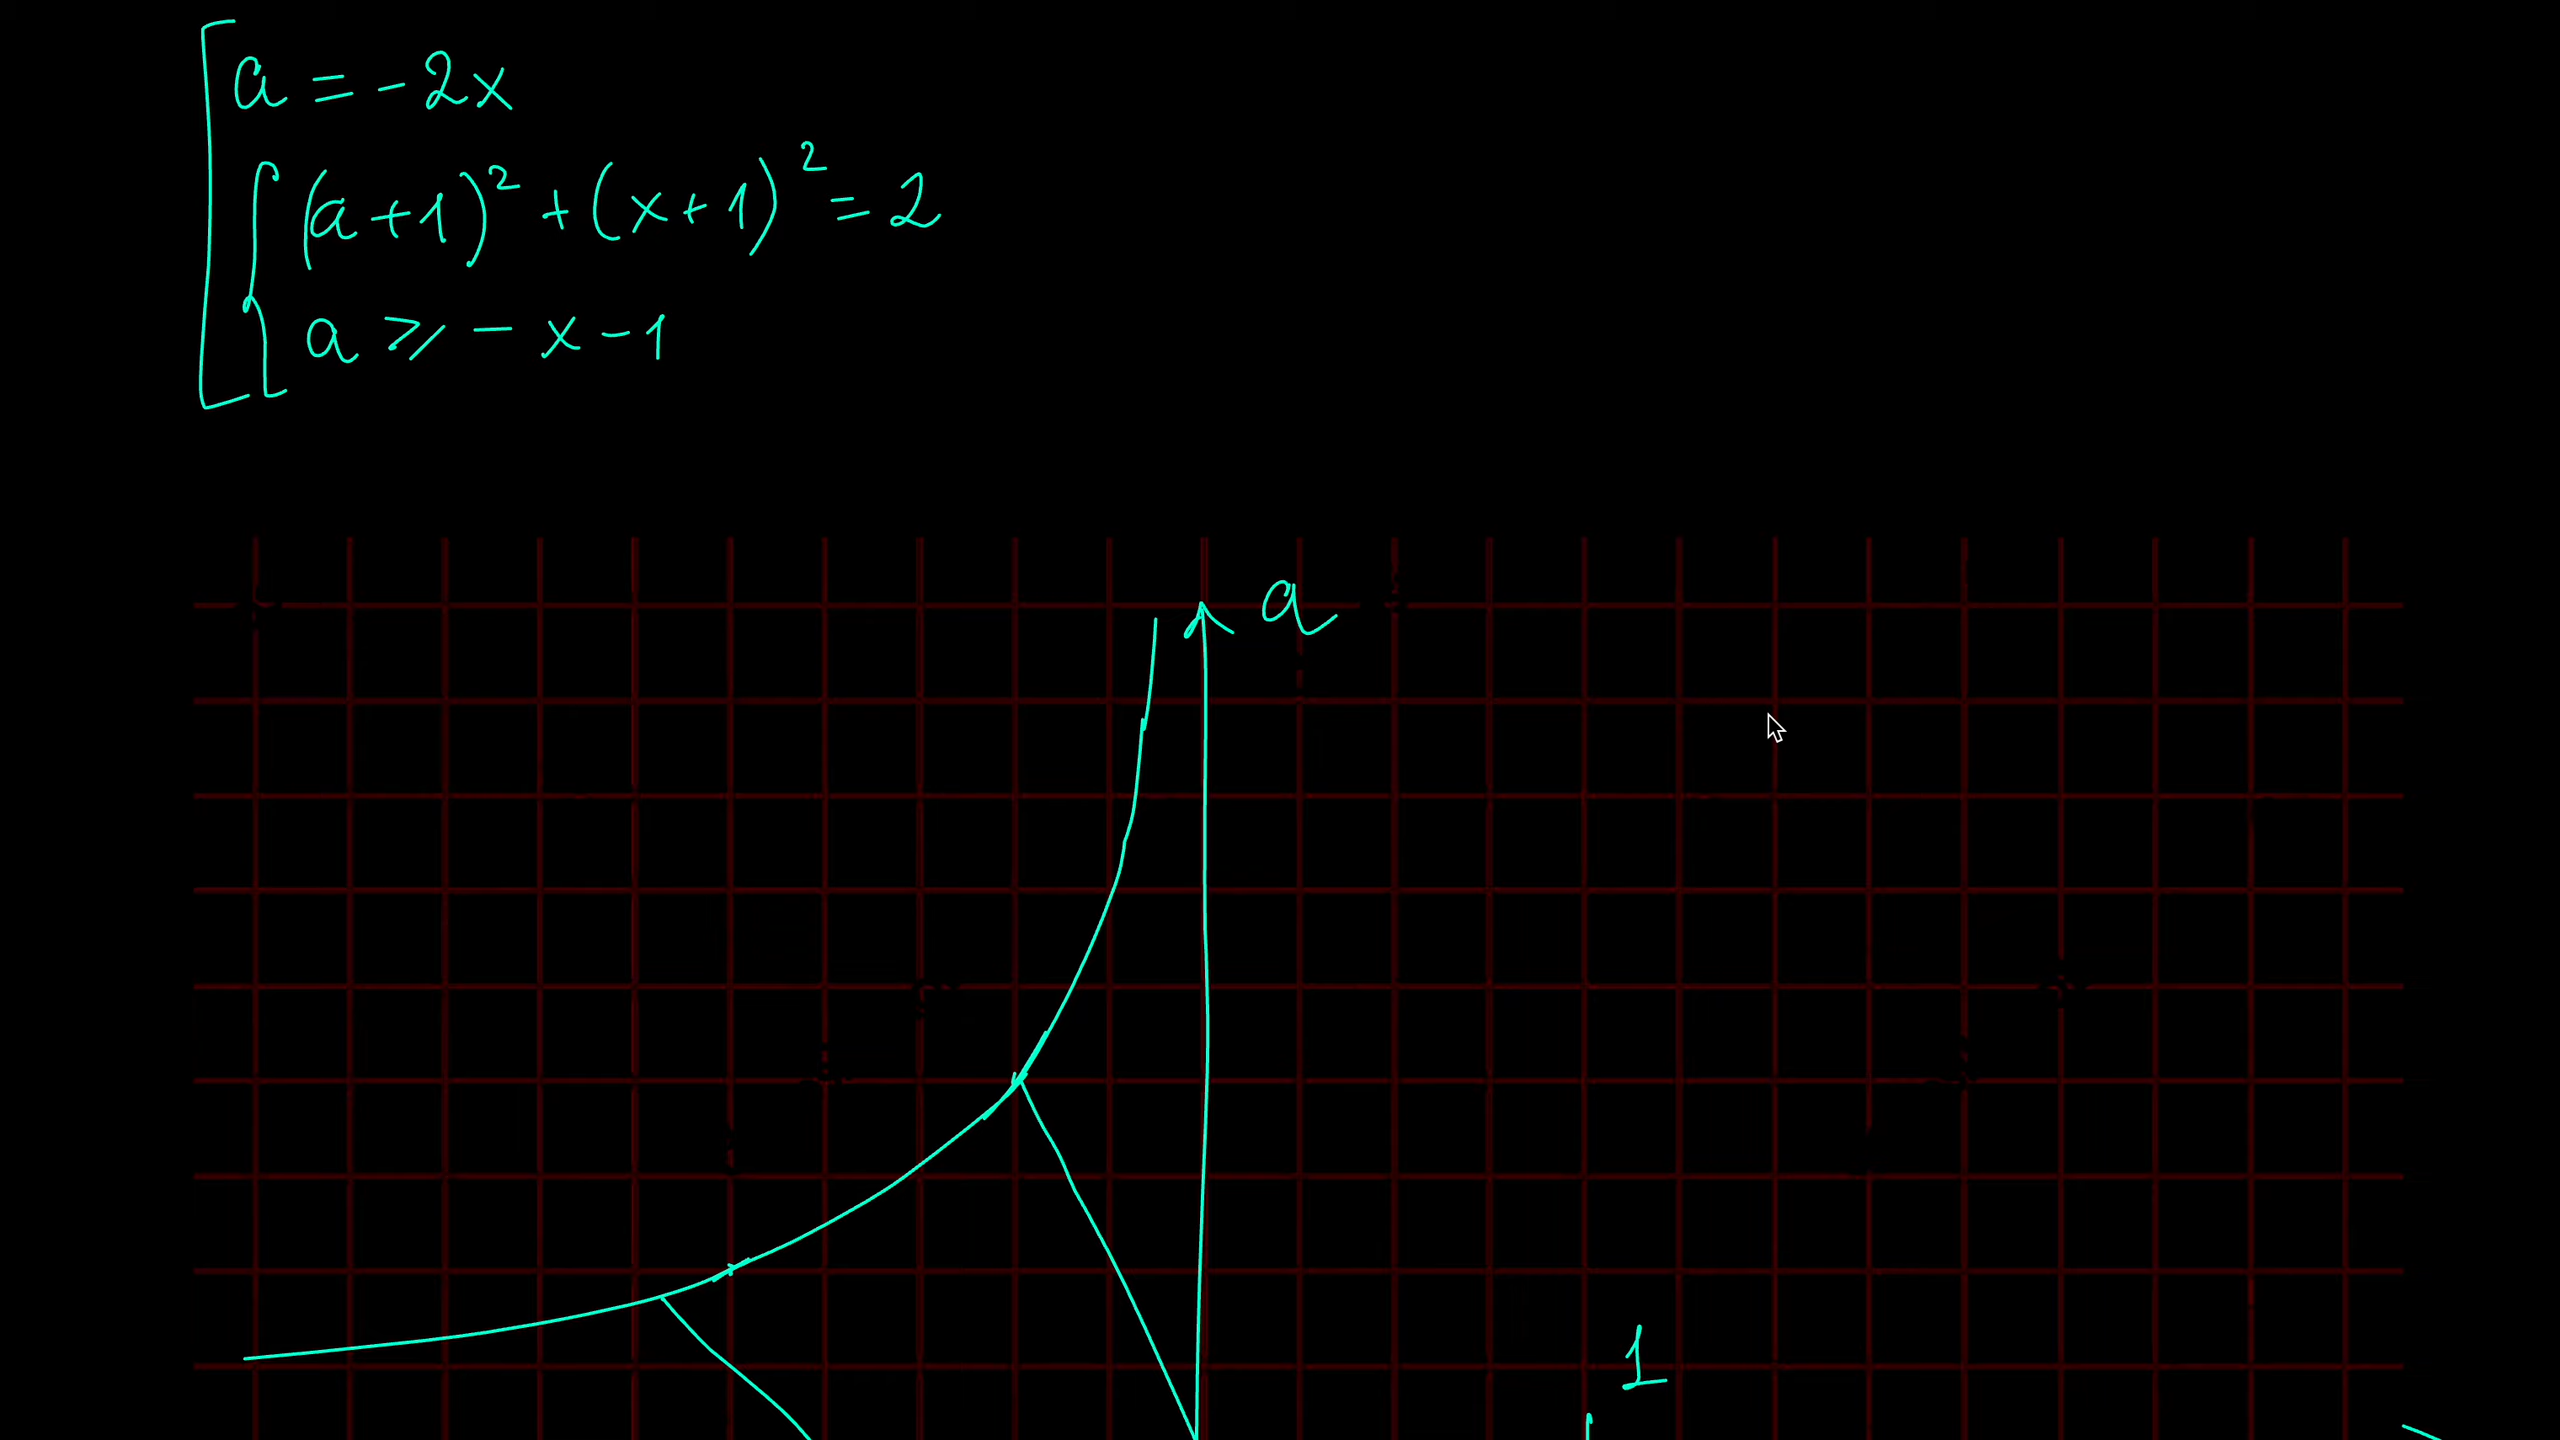 a = -2x
(a+1)² + (x+1)² = 2
a ⩾ -x-1
a
1